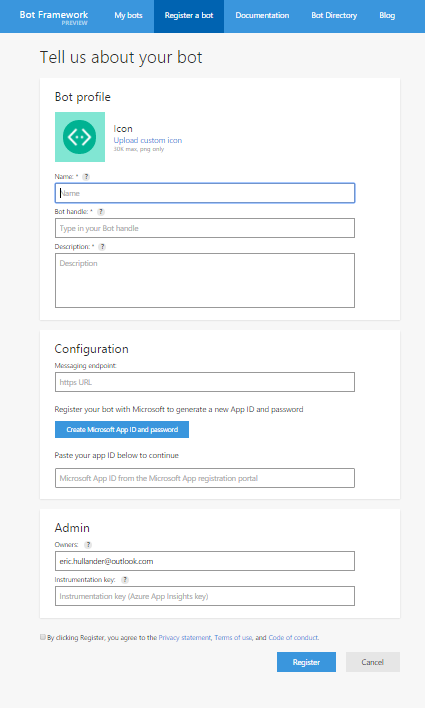 Bot Framework My bots Register a bot Documentation Bot Directory Blog
PREVIEW
Tell us about your bot
Bot profile
Icon
Upload custom icon
30K max, png only
Name: * ?
Name
Bot handle: * ?
Type in your Bot handle
Description: * ?
Description
Configuration
Messaging endpoint:
https URL
Register your bot with Microsoft to generate a new App ID and password
Create Microsoft App ID and password
Paste your app ID below to continue
Microsoft App ID from the Microsoft App registration portal
Admin
Owners: ?
eric.hullander@outlook.com
Instrumentation key: ?
Instrumentation key (Azure App Insights key)
By clicking Register, you agree to the Privacy statement, Terms of use, and Code of conduct.
Register Cancel